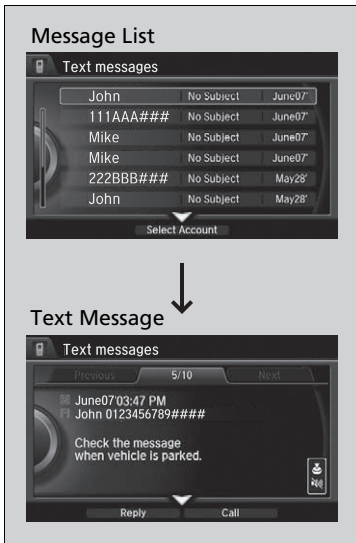 Message List
Text messages
John No Subject June07'
111AAA### No Subject June07'
Mike No Subject June07'
Mike No Subject June07'
222BBB### No Subject May28'
John No Subject May28'
Select Account
Text Message
Text messages
Previous 5/10 Next
June07'03:47 PM
John 0123456789####
Check the message
when vehicle is parked.
Reply Call